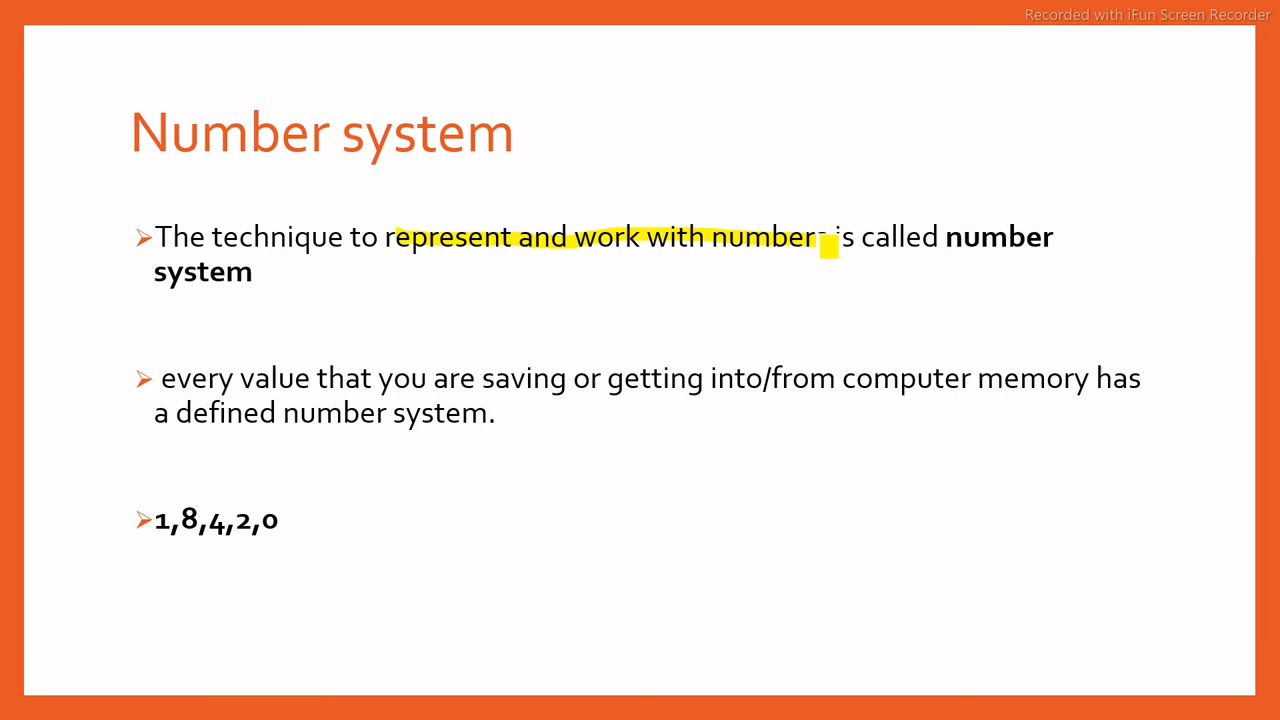 Recorded with iFun Screen Recorder
Number system
➢The technique to represent and work with numbers is called number
system
➢ every value that you are saving or getting into/from computer memory has
a defined number system.
➢1,8,4,2,0